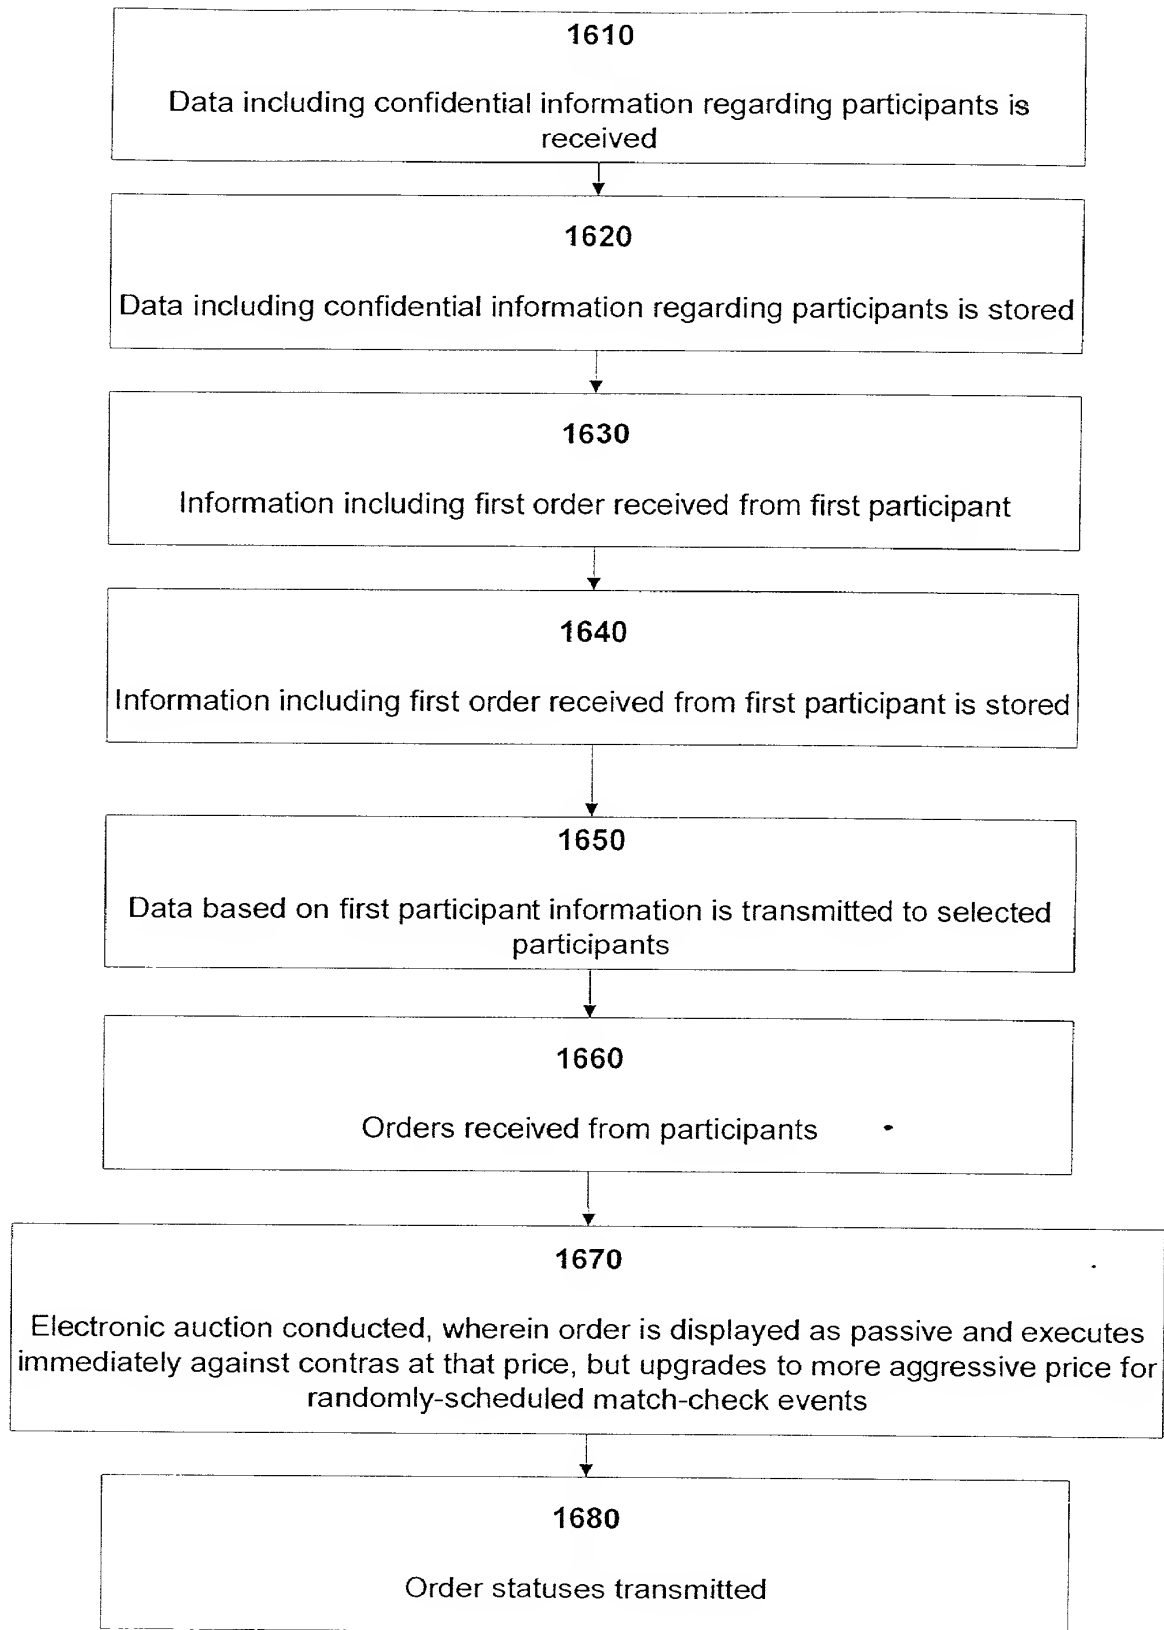 1610
Data including confidential information regarding participants is
received
1620
Data including confidential information regarding participants is stored
1630
Information including first order received from first participant
1640
Information including first order received from first participant is stored
1650
Data based on first participant information is transmitted to selected
participants
1660
Orders received from participants
1670
Electronic auction conducted, wherein order is displayed as passive and executes
immediately against contras at that price, but upgrades to more aggressive price for
randomly-scheduled match-check events
1680
Order statuses transmitted